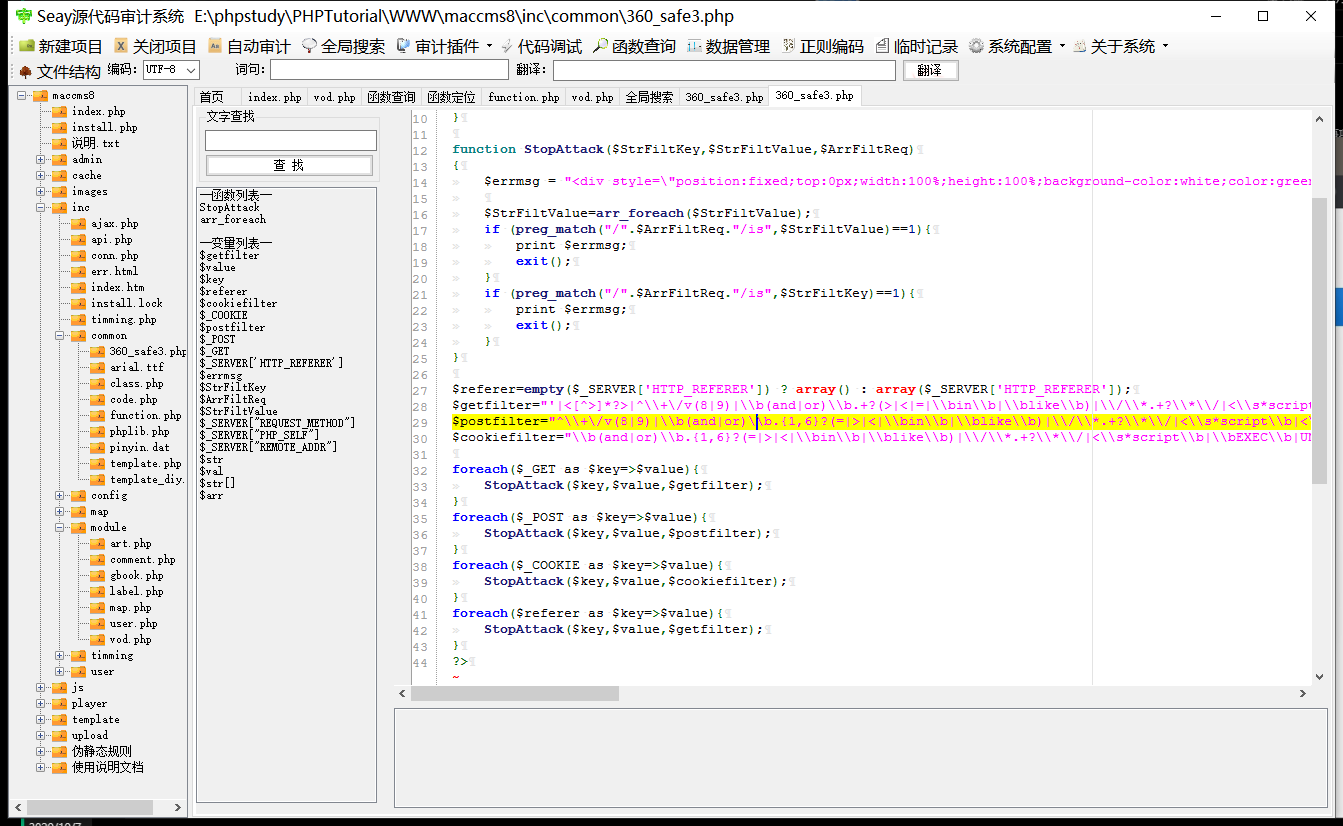 Seay源代码审计系统 E:\phpstudy\PHPTutorial\WWW\maccms8\inc\common\360_safe3.php
新建项目 关闭项目 自动审计 全局搜索 审计插件 代码调试 函数查询 数据管理 正则编码 临时记录 系统配置 关于系统
文件结构 编码: UTF-8 词句: 翻译: 翻译
maccms8
index.php
install.php
说明.txt
admin
cache
images
inc
ajax.php
api.php
conn.php
err.html
index.htm
install.lock
timming.php
common
360_safe3.php
arial.ttf
class.php
code.php
function.php
phplib.php
pinyin.dat
template.php
template_diy.
config
map
module
art.php
comment.php
gbook.php
label.php
map.php
user.php
vod.php
timming
user
js
player
template
upload
伪静态规则
使用说明文档
首页 index.php vod.php 函数查询 函数定位 function.php vod.php 全局搜索 360_safe3.php 360_safe3.php
文字查找
查 找
—函数列表—
StopAttack
arr_foreach
—变量列表—
$getfilter
$value
$key
$referer
$cookiefilter
$_COOKIE
$postfilter
$_POST
$_GET
$_SERVER['HTTP_REFERER']
$errmsg
$StrFiltKey
$ArrFiltReq
$StrFiltValue
$_SERVER["REQUEST_METHOD"]
$_SERVER["PHP_SELF"]
$_SERVER["REMOTE_ADDR"]
$str
$val
$str[]
$arr
10 }
11
12 function StopAttack($StrFiltKey,$StrFiltValue,$ArrFiltReq)
13 {
14 $errmsg = "<div style=\"position:fixed;top:0px;width:100%;height:100%;background-color:white;color:green
15
16 $StrFiltValue=arr_foreach($StrFiltValue);
17 if (preg_match("/".$ArrFiltReq."/is",$StrFiltValue)==1){
18 print $errmsg;
19 exit();
20 }
21 if (preg_match("/".$ArrFiltReq."/is",$StrFiltKey)==1){
22 print $errmsg;
23 exit();
24 }
25 }
26
27 $referer=empty($_SERVER['HTTP_REFERER']) ? array() : array($_SERVER['HTTP_REFERER']);
28 $getfilter="'|<[^>]*?>|^\\+\/v(8|9)|\\b(and|or)\\b.+?(>|<|=|\\bin\\b|\\blike\\b)|\\/\\*.+?\\*\\/|<\\s*script
29 $postfilter="^\\+\/v(8|9)|\\b(and|or)\\b.{1,6}?(=|>|<|\\bin\\b|\\blike\\b)|\\/\\*.+?\\*\\/|<\\s*script\\b|<
30 $cookiefilter="\\b(and|or)\\b.{1,6}?(=|>|<|\\bin\\b|\\blike\\b)|\\/\\*.+?\\*\\/|<\\s*script\\b|\\bEXEC\\b|UN
31
32 foreach($_GET as $key=>$value){
33 StopAttack($key,$value,$getfilter);
34 }
35 foreach($_POST as $key=>$value){
36 StopAttack($key,$value,$postfilter);
37 }
38 foreach($_COOKIE as $key=>$value){
39 StopAttack($key,$value,$cookiefilter);
40 }
41 foreach($referer as $key=>$value){
42 StopAttack($key,$value,$getfilter);
43 }
44 ?>